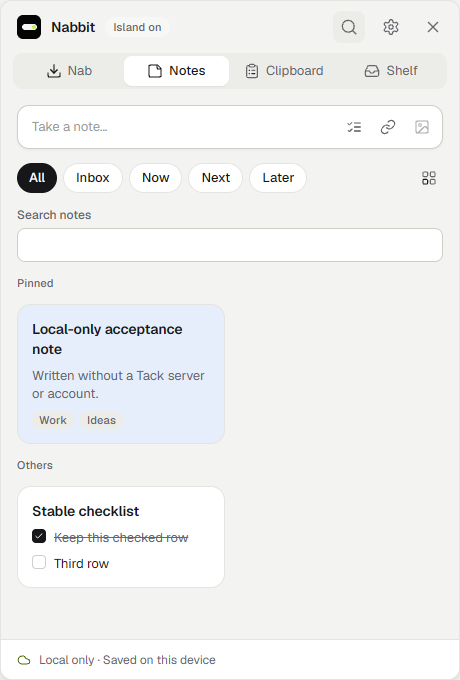 Nabbit
Island on
Nab
Notes
Clipboard
Shelf
Take a note...
All
Inbox
Now
Next
Later
Search notes
Pinned
Local-only acceptance
note
Written without a Tack server
or account.
Work
Ideas
Others
Stable checklist
Keep this checked row
Third row
Local only · Saved on this device